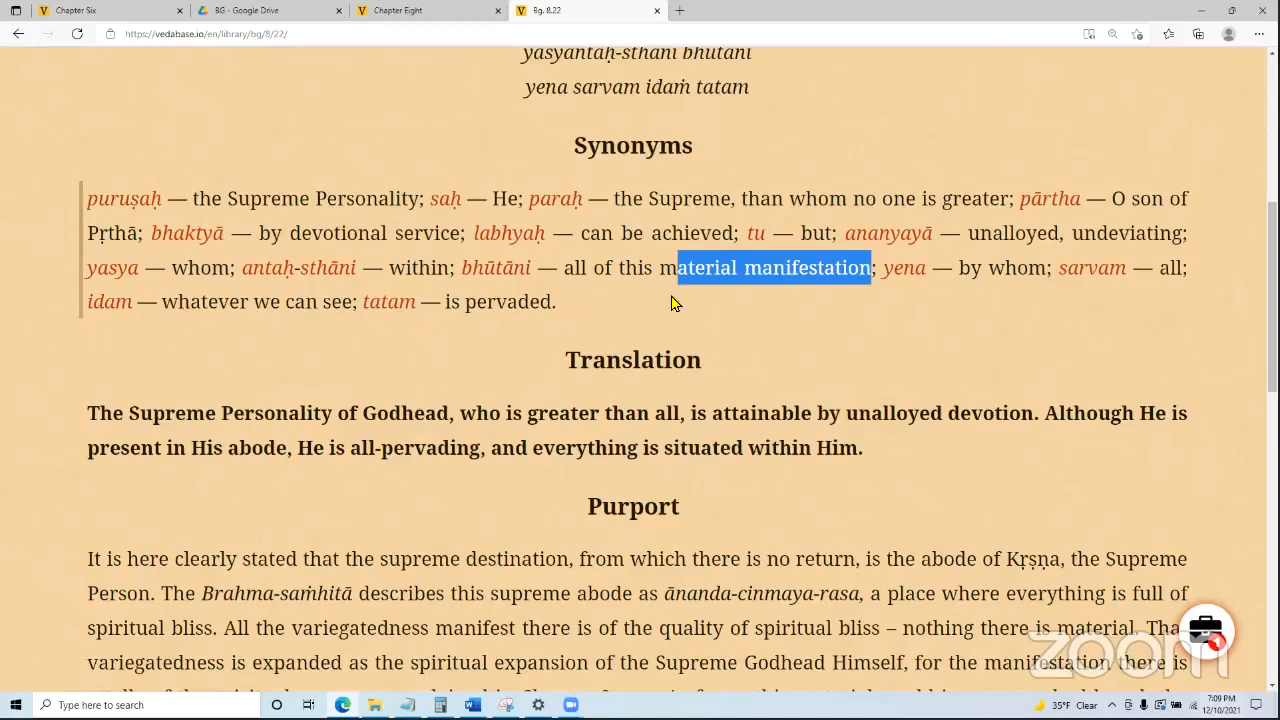 Chapter Six
BG - Google Drive
Chapter Eight
Bg. 8.22
https://vedabase.io/en/library/bg/8/22/
yasyāntaḥ-sthāni bhūtāni
yena sarvam idaṁ tatam
Synonyms
puruṣaḥ — the Supreme Personality; saḥ — He; paraḥ — the Supreme, than whom no one is greater; pārtha — O son of
Pṛthā; bhaktyā — by devotional service; labhyaḥ — can be achieved; tu — but; ananyayā — unalloyed, undeviating;
yasya — whom; antaḥ-sthāni — within; bhūtāni — all of this material manifestation; yena — by whom; sarvam — all;
idam — whatever we can see; tatam — is pervaded.
Translation
The Supreme Personality of Godhead, who is greater than all, is attainable by unalloyed devotion. Although He is
present in His abode, He is all-pervading, and everything is situated within Him.
Purport
It is here clearly stated that the supreme destination, from which there is no return, is the abode of Kṛṣṇa, the Supreme
Person. The Brahma-saṁhitā describes this supreme abode as ānanda-cinmaya-rasa, a place where everything is full of
spiritual bliss. All the variegatedness manifest there is of the quality of spiritual bliss – nothing there is material. That
variegatedness is expanded as the spiritual expansion of the Supreme Godhead Himself, for the manifestation there is
1
zoom
Type here to search
35°F Clear
7:09 PM
12/10/2021